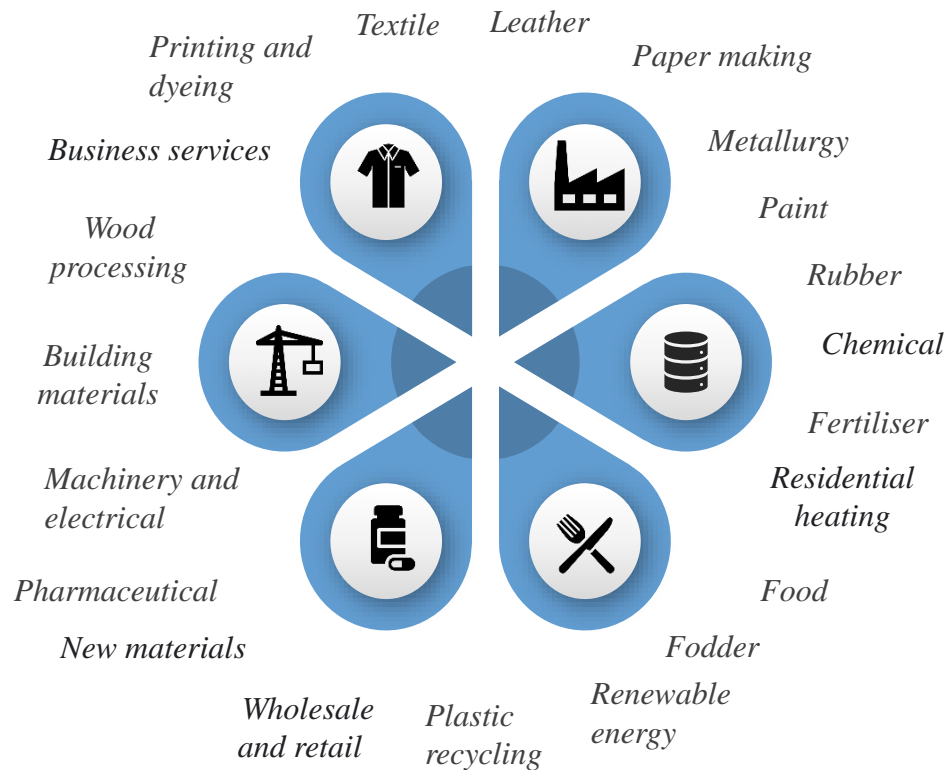 Textile
Leather
Printing and
dyeing
Paper making
Business services
Metallurgy
Paint
Wood
processing
Rubber
Chemical
Building
materials
Fertiliser
Machinery and
electrical
Residential
heating
Pharmaceutical
Food
New materials
Fodder
Wholesale
and retail
Plastic
recycling
Renewable
energy